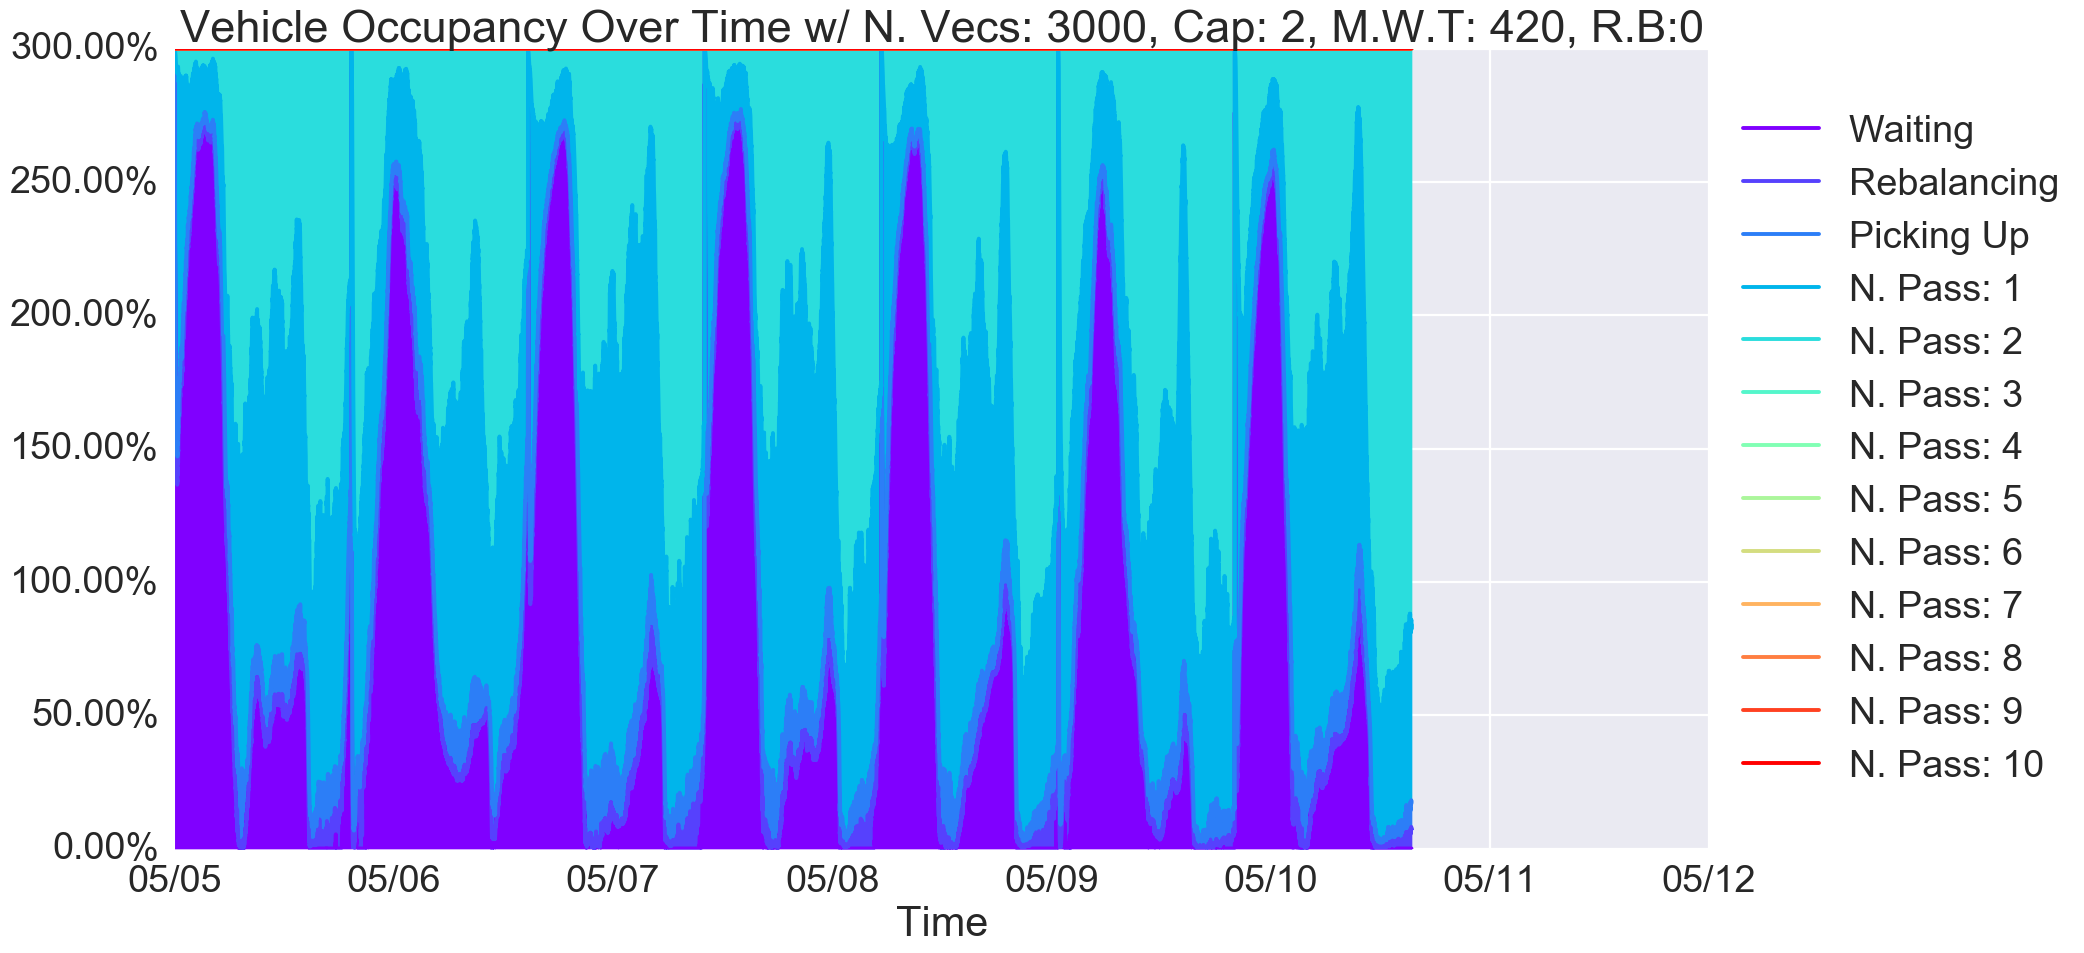 Vehicle Occupancy Over Time w/ N. Vecs: 3000, Cap: 2, M.W.T: 420, R.B:0
300.00%
250.00%
200.00%
150.00%
100.00%
50.00%
0.00%
05/05 05/06 05/07 05/08 05/09 05/10 05/11 05/12
Time
Waiting
Rebalancing
Picking Up
N. Pass: 1
N. Pass: 2
N. Pass: 3
N. Pass: 4
N. Pass: 5
N. Pass: 6
N. Pass: 7
N. Pass: 8
N. Pass: 9
N. Pass: 10